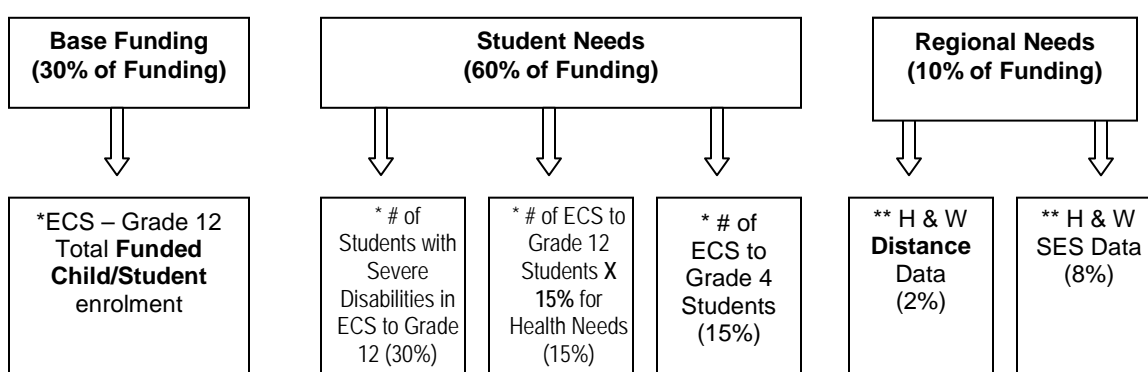 Base Funding
(30% of Funding)
Student Needs
(60% of Funding)
Regional Needs
(10% of Funding)
*ECS – Grade 12
Total Funded
Child/Student
enrolment
* # of
Students with
Severe
Disabilities in
ECS to Grade
12 (30%)
* # of ECS to
Grade 12
Students X
15% for
Health Needs
(15%)
* # of
ECS to
Grade 4
Students
(15%)
** H & W
Distance
Data
(2%)
** H & W
SES Data
(8%)